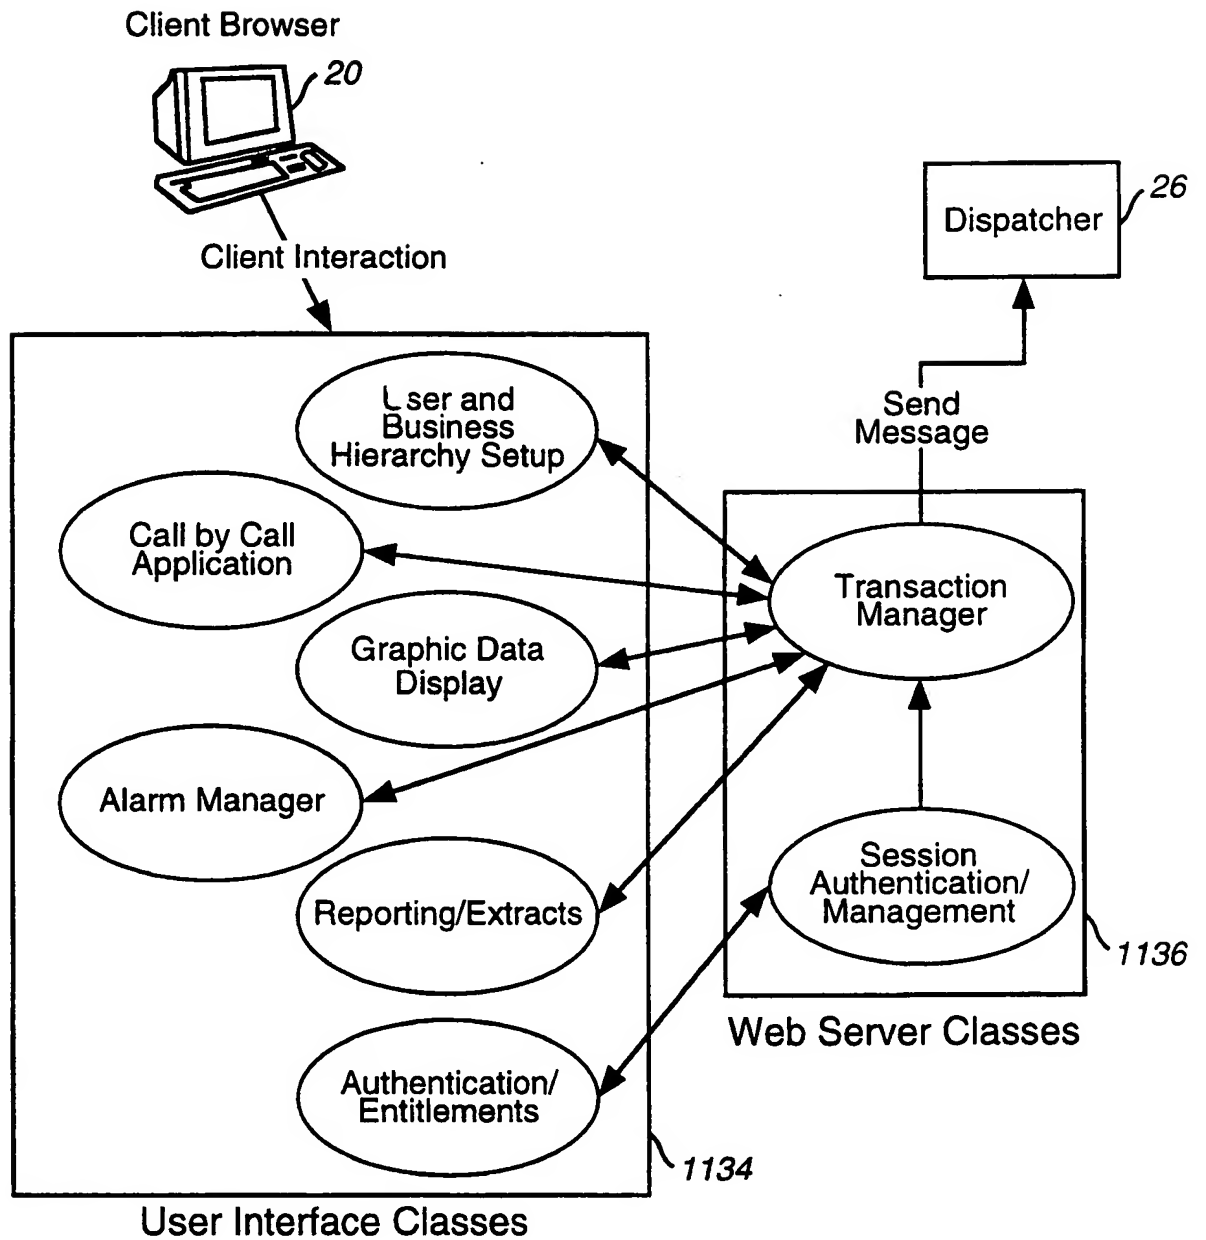 Client Browser
20
Client Interaction
Dispatcher
26
Send
Message
User and
Business
Hierarchy Setup
Call by Call
Application
Graphic Data
Display
Alarm Manager
Reporting/Extracts
Authentication/
Entitlements
1134
User Interface Classes
Transaction
Manager
Session
Authentication/
Management
1136
Web Server Classes